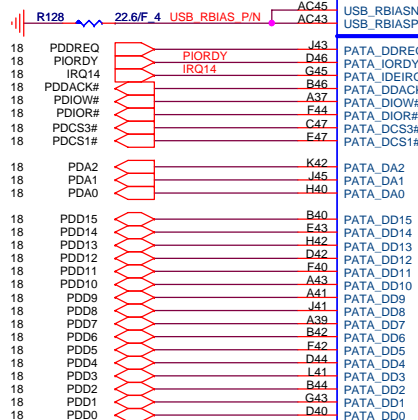 AC45 USB_RBIASN
R128 22.6/F_4 USB_RBIAS_P/N AC43 USB_RBIASP
18 PDDREQ J43 PATA_DDREQ
18 PIORDY PIORDY D46 PATA_IORDY
18 IRQ14 IRQ14 G45 PATA_IDEIRQ
18 PDDACK# B46 PATA_DDACK
18 PDIOW# A37 PATA_DIOW#
18 PDIOR# F44 PATA_DIOR#
18 PDCS3# C47 PATA_DCS3#
18 PDCS1# E47 PATA_DCS1#
18 PDA2 K42 PATA_DA2
18 PDA1 J45 PATA_DA1
18 PDA0 H40 PATA_DA0
18 PDD15 B40 PATA_DD15
18 PDD14 E43 PATA_DD14
18 PDD13 H42 PATA_DD13
18 PDD12 D42 PATA_DD12
18 PDD11 F40 PATA_DD11
18 PDD10 A43 PATA_DD10
18 PDD9 A41 PATA_DD9
18 PDD8 J41 PATA_DD8
18 PDD7 A39 PATA_DD7
18 PDD6 B42 PATA_DD6
18 PDD5 F42 PATA_DD5
18 PDD4 D44 PATA_DD4
18 PDD3 L41 PATA_DD3
18 PDD2 B44 PATA_DD2
18 PDD1 G43 PATA_DD1
18 PDD0 D40 PATA_DD0